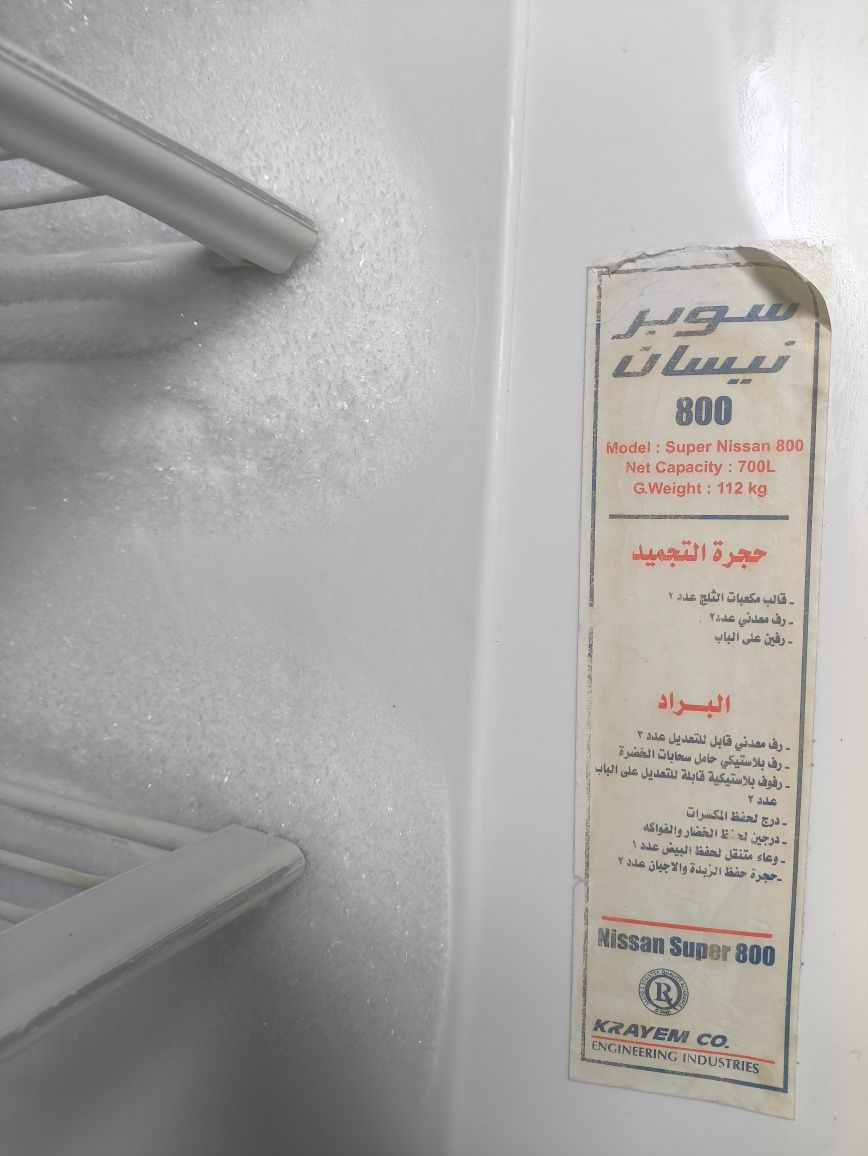 سوبر
نيسان
800
Model : Super Nissan 800
Net Capacity : 700L
G.Weight : 112 kg
حجرة التجميد
- قالب مكعبات الثلج عدد ٢
- رف معدني عدد ٢
- رفين على الباب
البراد
- رف معدني قابل للتعديل عدد ٣
- رف بلاستيكي حامل سحابات الخضرة
- رفوف بلاستيكية قابلة للتعديل على الباب
عدد ٢
- درج لحفظ المكسرات
- درجين لحفظ الخضار والفواكه
- وعاء متنقل لحفظ البيض عدد ١
- حجرة حفظ الزبدة والاجبان عدد ٢
Nissan Super 800
KRAYEM CO.
ENGINEERING INDUSTRIES